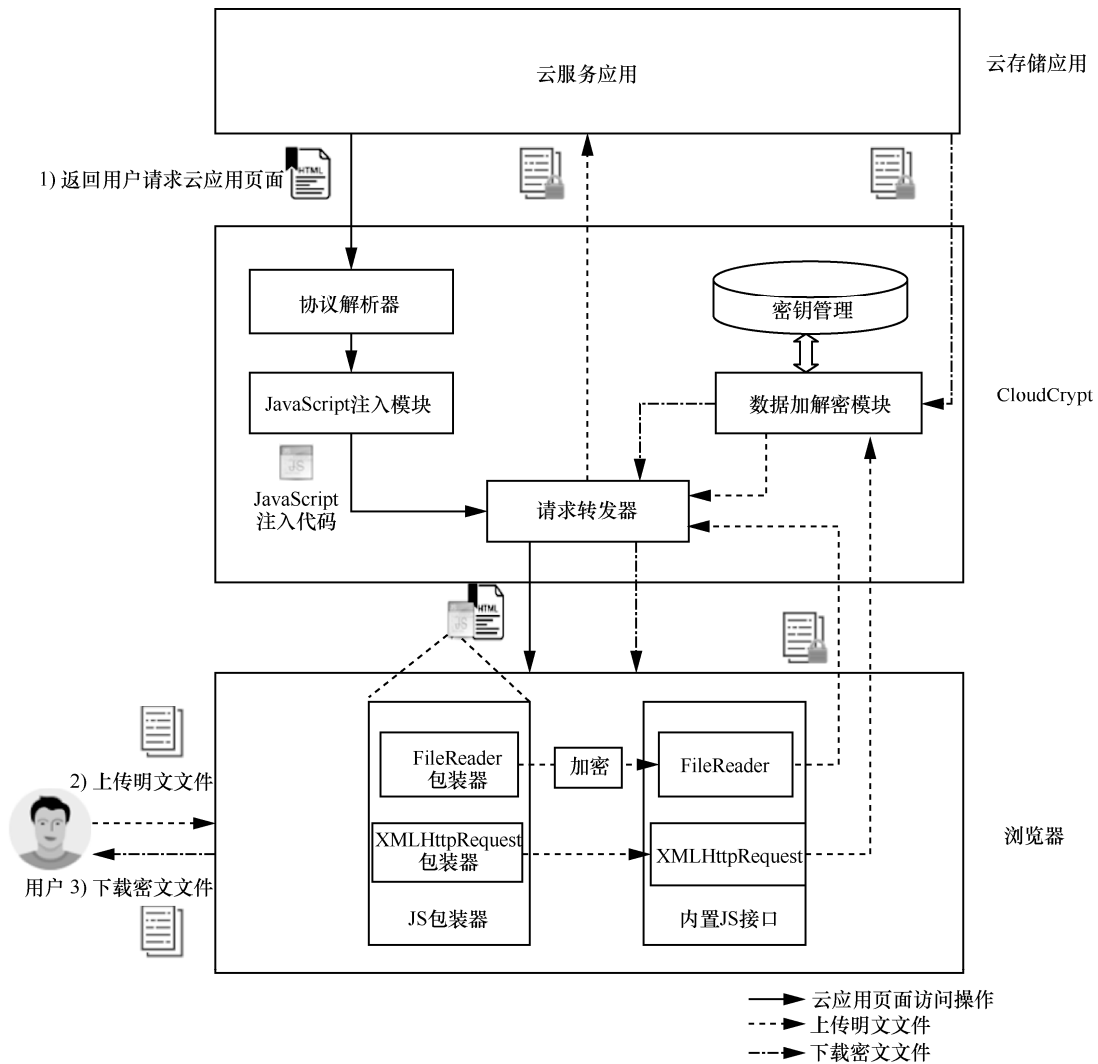 云服务应用
云存储应用
1) 返回用户请求云应用页面
HTML
协议解析器
密钥管理
JavaScript注入模块
数据加解密模块
CloudCrypt
JS
JavaScript
注入代码
请求转发器
HTML
JS
FileReader
包装器
加密
FileReader
2) 上传明文文件
XMLHttpRequest
包装器
XMLHttpRequest
浏览器
用户 3) 下载密文文件
JS包装器
内置JS接口
云应用页面访问操作
上传明文文件
下载密文文件